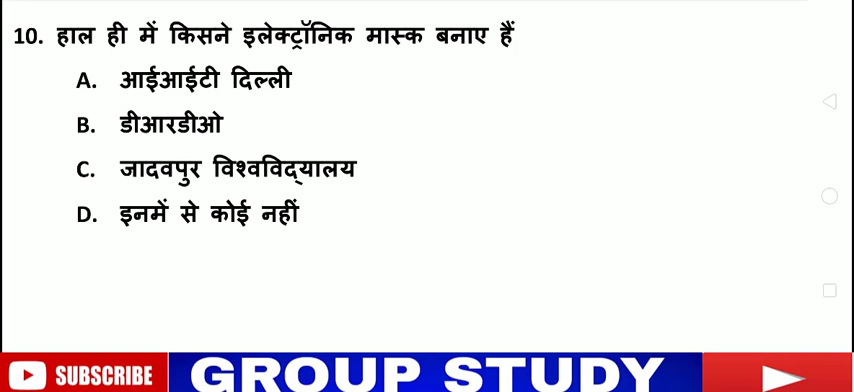 10. हाल ही में किसने इलेक्ट्रॉनिक मास्क बनाए हैं
A. आईआईटी दिल्ली
B. डीआरडीओ
C. जादवपुर विश्वविद्यालय
D. इनमें से कोई नहीं
SUBSCRIBE GROUP STUDY